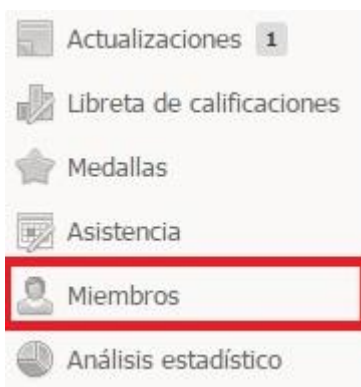 Actualizaciones 1
Libreta de calificaciones
Medallas
Asistencia
Miembros
Análisis estadístico